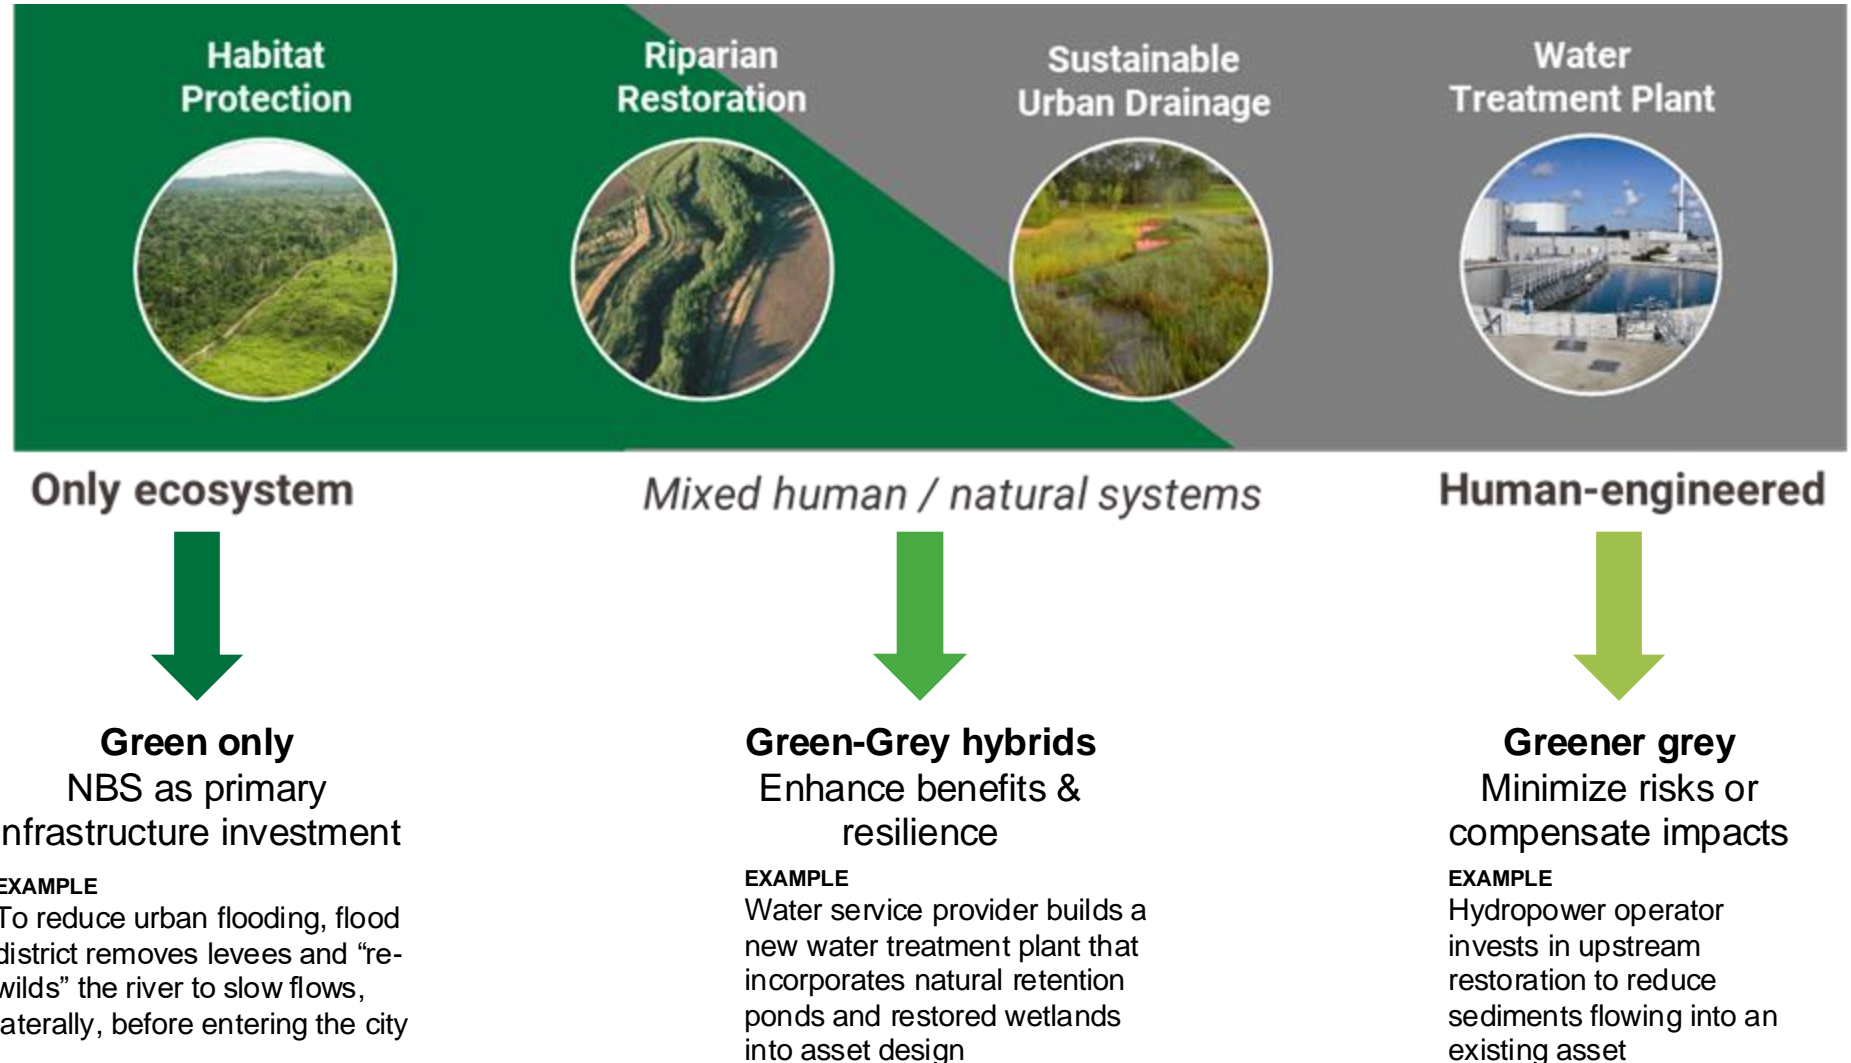 Habitat
Protection
Riparian
Restoration
Sustainable
Urban Drainage
Water
Treatment Plant
Only ecosystem
Mixed human / natural systems
Human-engineered
Green only
NBS as primary
nfrastructure investment
EXAMPLE
To reduce urban flooding, flood
district removes levees and “re-
wilds” the river to slow flows,
laterally, before entering the city
Green-Grey hybrids
Enhance benefits &
resilience
EXAMPLE
Water service provider builds a
new water treatment plant that
incorporates natural retention
ponds and restored wetlands
into asset design
Greener grey
Minimize risks or
compensate impacts
EXAMPLE
Hydropower operator
invests in upstream
restoration to reduce
sediments flowing into an
existing asset